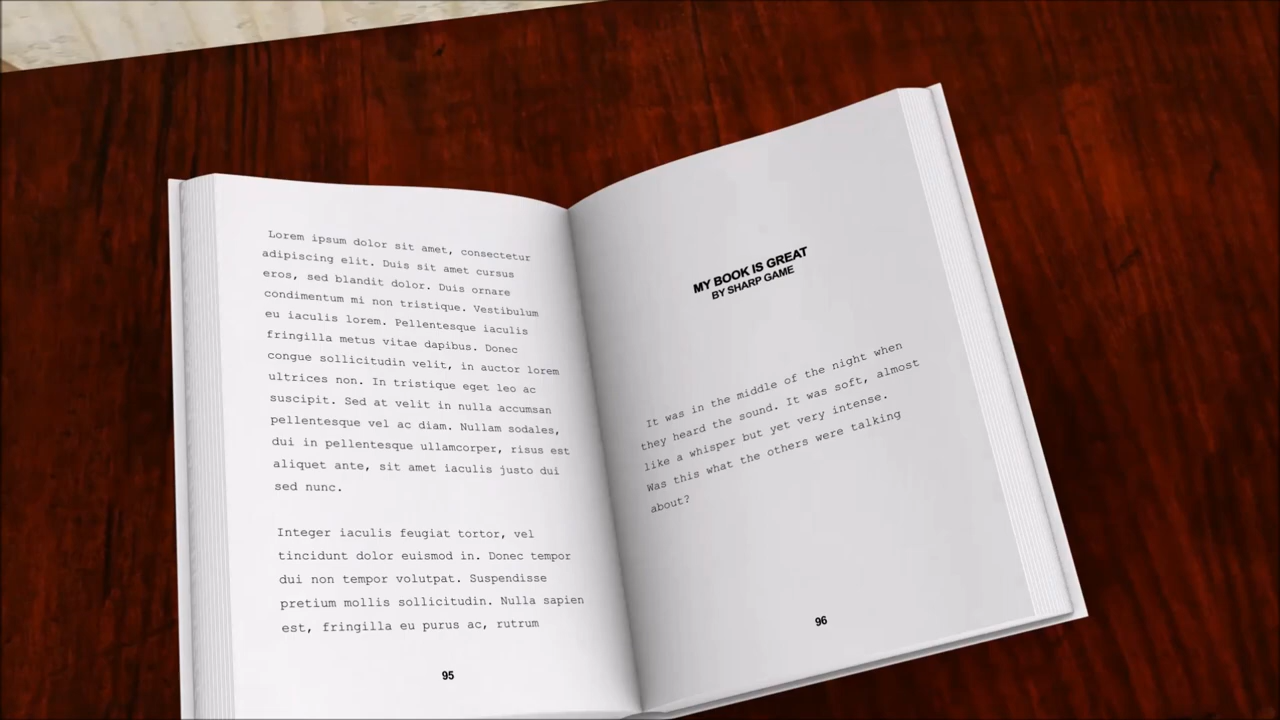 Lorem ipsum dolor sit amet, consectetur
adipiscing elit. Duis sit amet cursus
eros, sed blandit dolor. Duis ornare
condimentum mi non tristique. Vestibulum
eu iaculis lorem. Pellentesque iaculis
fringilla metus vitae dapibus. Donec
congue sollicitudin velit, in auctor lorem
ultrices non. In tristique eget leo ac
suscipit. Sed at velit in nulla accumsan
pellentesque vel ac diam. Nullam sodales,
dui in pellentesque ullamcorper, risus est
aliquet ante, sit amet iaculis justo dui
sed nunc.
Integer iaculis feugiat tortor, vel
tincidunt dolor euismod in. Donec tempor
dui non tempor volutpat. Suspendisse
pretium mollis sollicitudin. Nulla sapien
est, fringilla eu purus ac, rutrum
95
MY BOOK IS GREAT
BY SHARP GAME
It was in the middle of the night when
they heard the sound. It was soft, almost
like a whisper but yet very intense.
Was this what the others were talking
about?
96